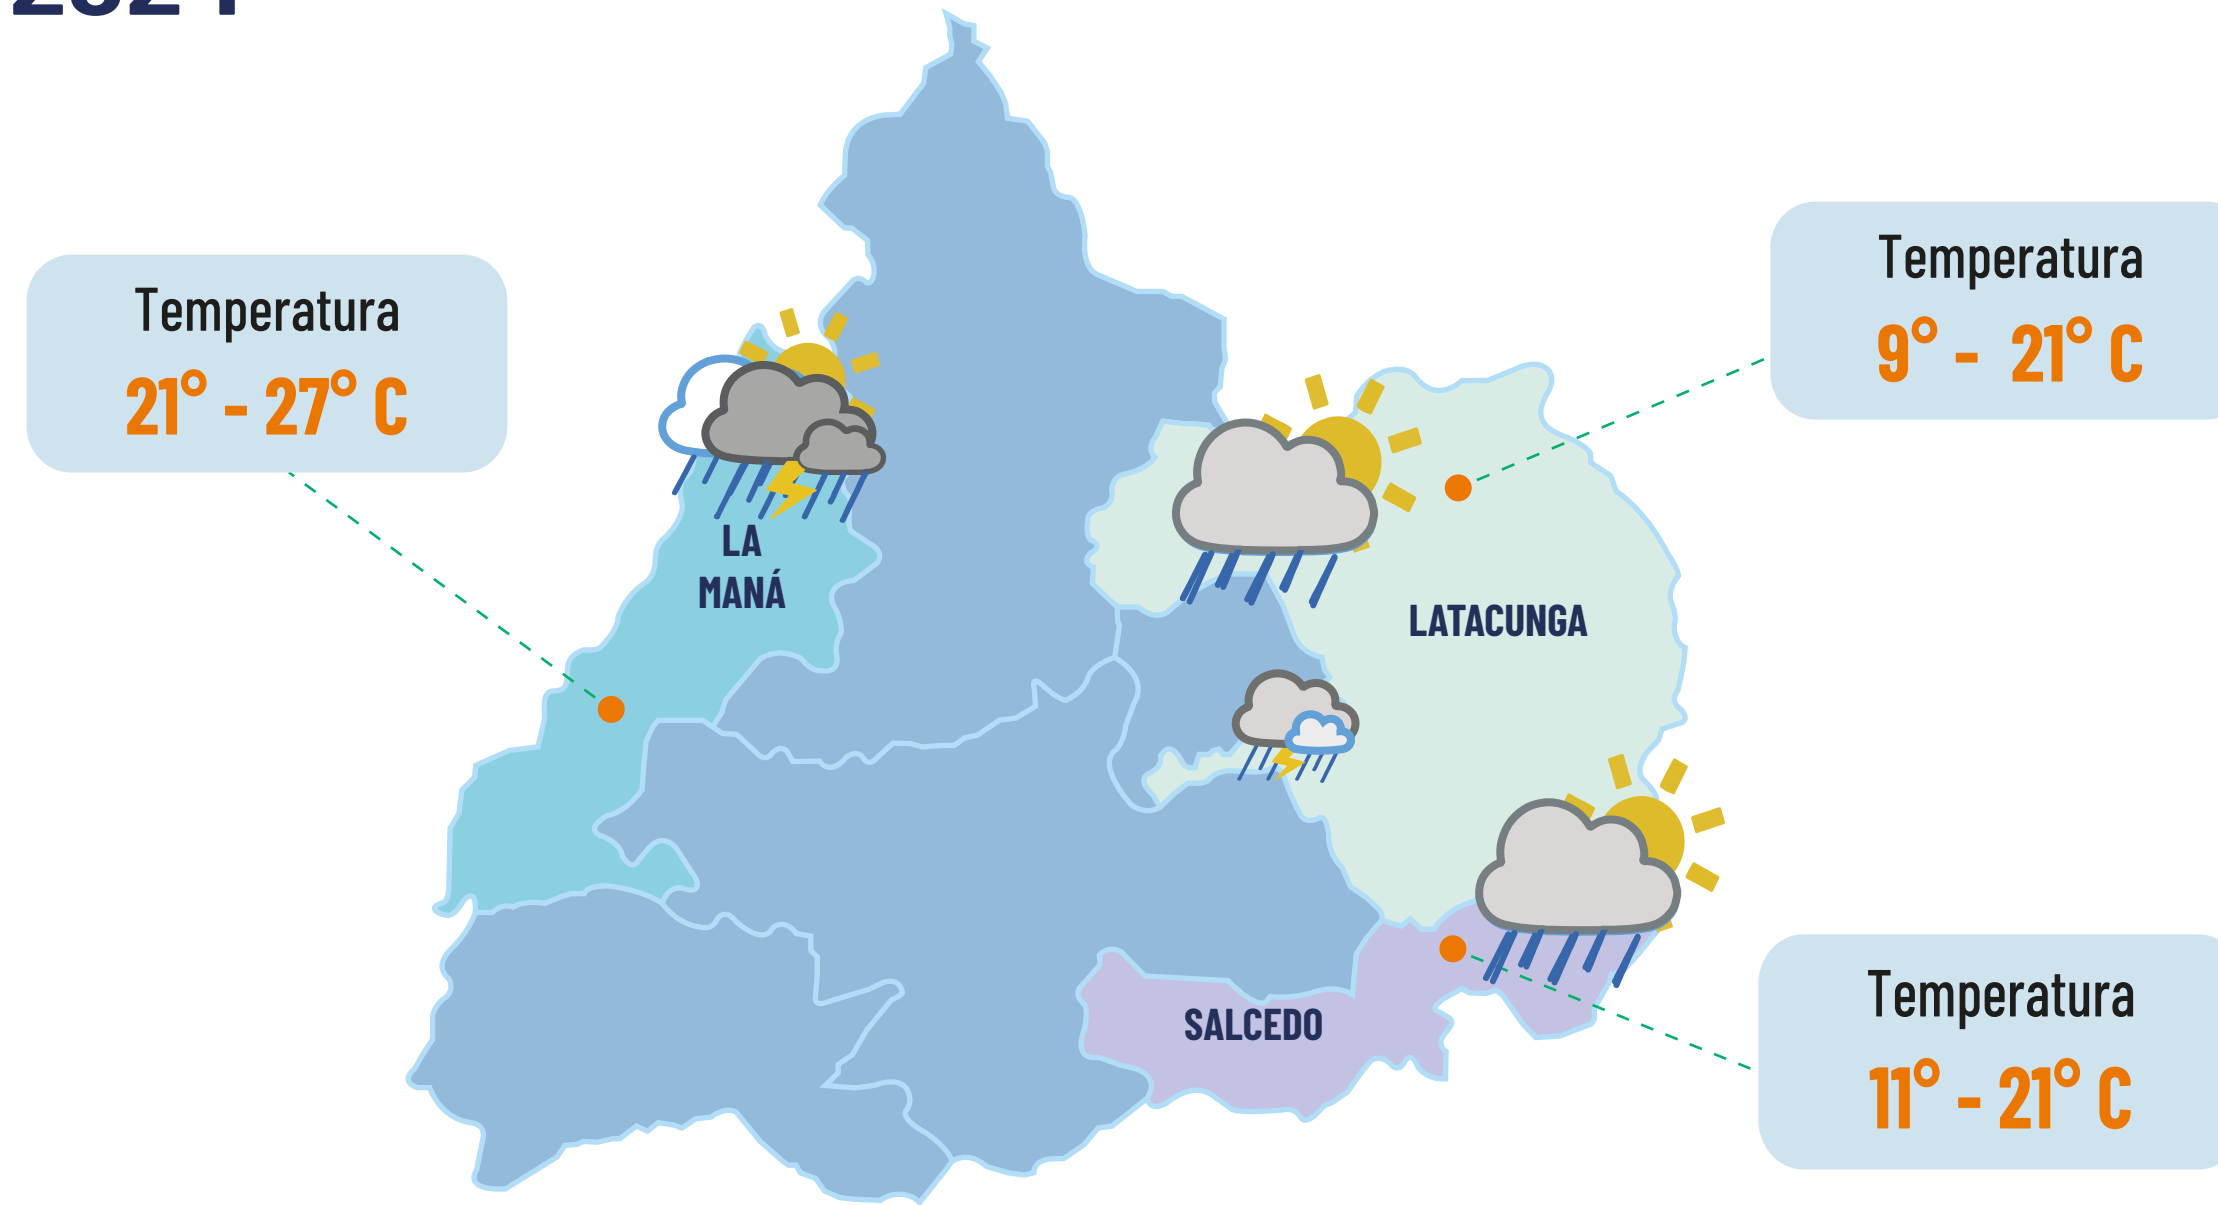 Temperatura
21° - 27° C
Temperatura
9° - 21° C
LA
MANÁ
LATACUNGA
SALCEDO
Temperatura
11° - 21° C